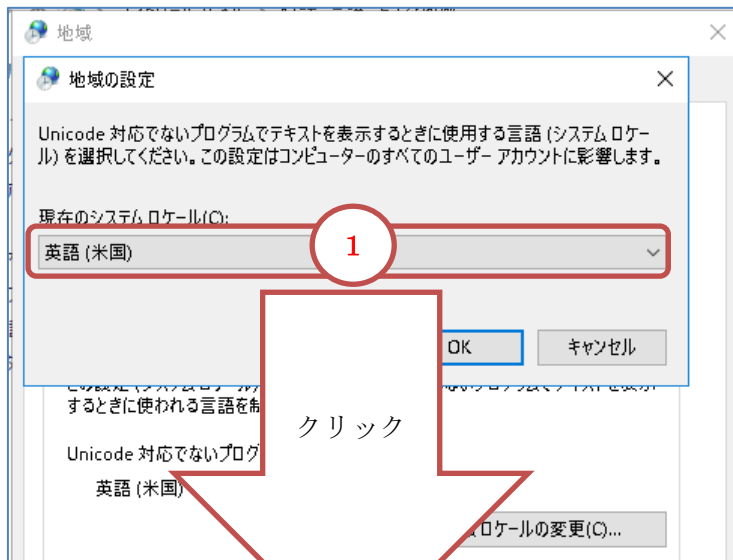 地域
地域の設定
Unicode 対応でないプログラムでテキストを表示するときに使用する言語 (システム ロケー
ル) を選択してください。この設定はコンピューターのすべてのユーザー アカウントに影響します。
現在のシステム ロケール(C):
英語 (米国)
1
OK
キャンセル
するときに使われる言語を制
クリック
Unicode 対応でないプログ
英語 (米国)
ロケールの変更(C)...